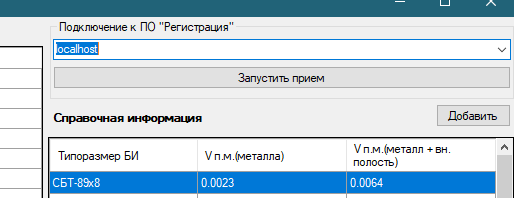 Подключение к ПО "Регистрация"
localhost
Запустить прием
Справочная информация
Добавить
Типоразмер БИ
V п.м.(металла)
V п.м.(металл + вн. полость)
СБТ-89x8
0.0023
0.0064